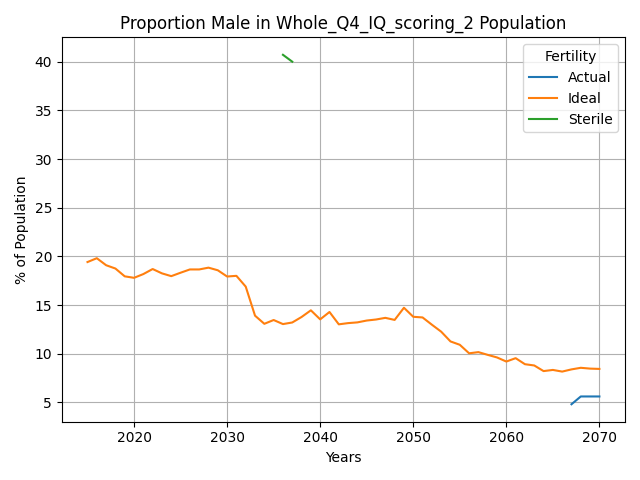 Proportion Male in Whole_Q4_IQ_scoring_2 Population
Fertility
Actual
Ideal
Sterile
% of Population
40
35
30
25
20
15
10
5
2020 2030 2040 2050 2060 2070
Years